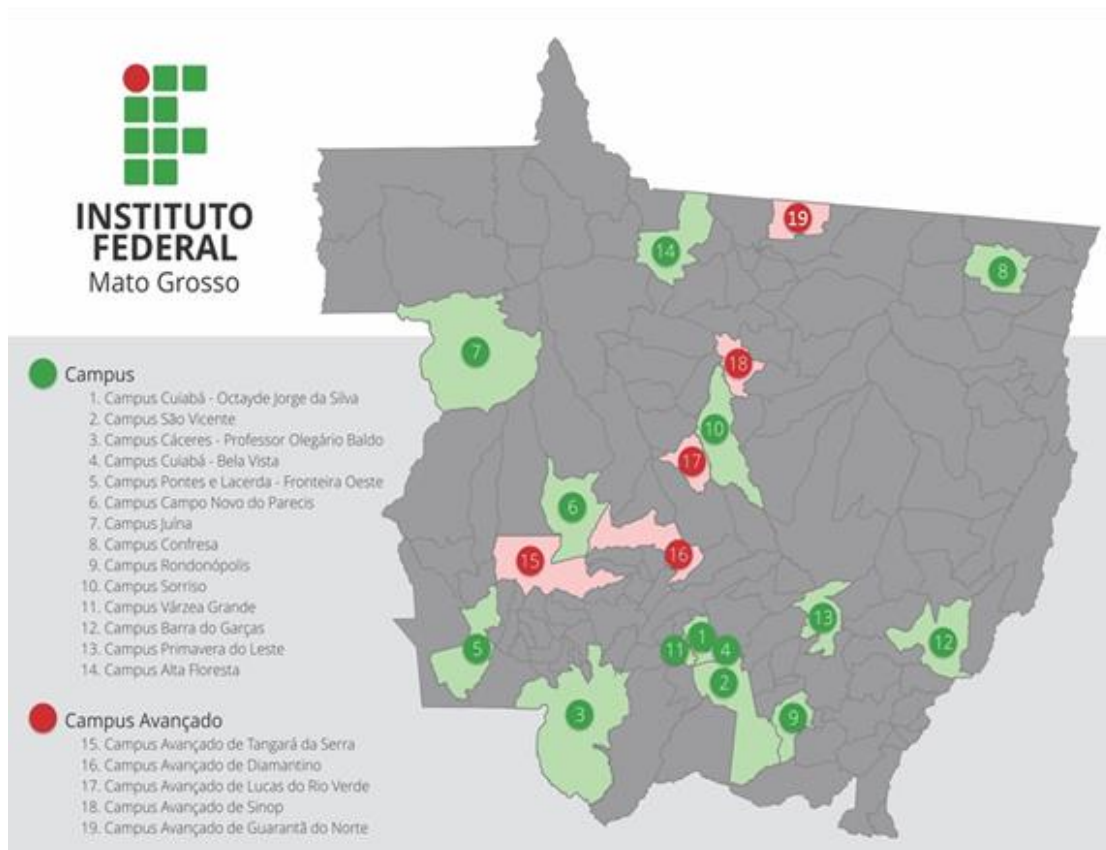 INSTITUTO
FEDERAL
Mato Grosso
Campus
1. Campus Cuiabá - Octayde Jorge da Silva
2. Campus São Vicente
3. Campus Cáceres - Professor Olegário Baldo
4. Campus Cuiabá - Bela Vista
5. Campus Pontes e Lacerda - Fronteira Oeste
6. Campus Campo Novo do Parecis
7. Campus Juína
8. Campus Confresa
9. Campus Rondonópolis
10. Campus Sorriso
11. Campus Várzea Grande
12. Campus Barra do Garças
13. Campus Primavera do Leste
14. Campus Alta Floresta
Campus Avançado
15. Campus Avançado de Tangará da Serra
16. Campus Avançado de Diamantino
17. Campus Avançado de Lucas do Rio Verde
18. Campus Avançado de Sinop
19. Campus Avançado de Guarantã do Norte
19
14
8
7
18
10
17
6
16
15
13
1
12
11
4
5
2
3
9